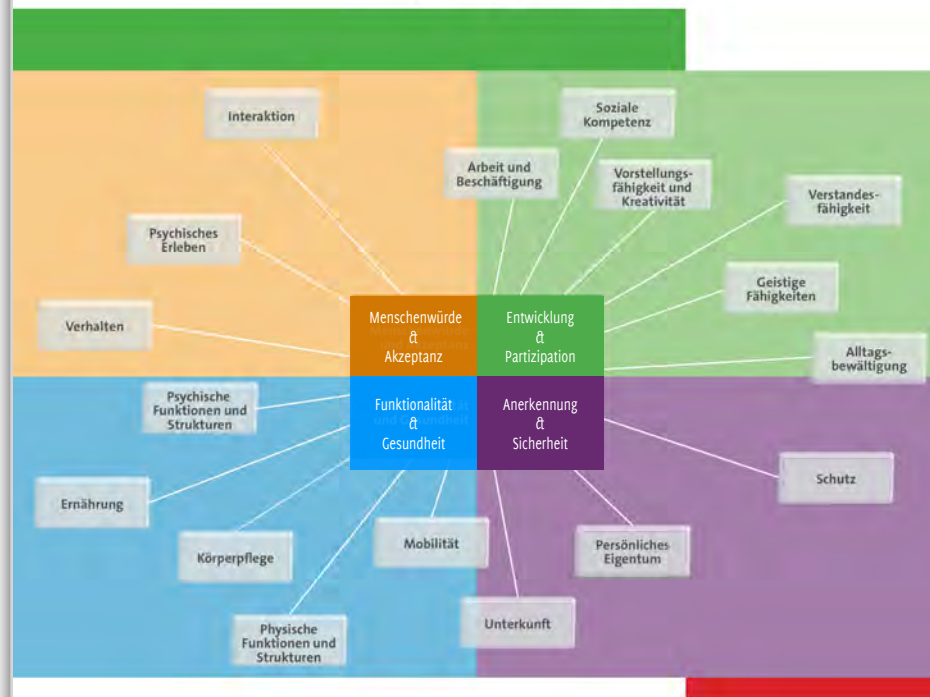 Interaktion
Psychisches
Erleben
Verhalten
Soziale
Kompetenz
Arbeit und
Beschäftigung
Vorstellungs-
fähigkeit und
Kreativität
Verstandes-
fähigkeit
Geistige
Fähigkeiten
Alltags-
bewältigung
Menschenwürde
&
Akzeptanz
Entwicklung
&
Partizipation
Funktionalität
&
Gesundheit
Anerkennung
&
Sicherheit
Psychische
Funktionen und
Strukturen
Ernährung
Körperpflege
Physische
Funktionen und
Strukturen
Mobilität
Unterkunft
Persönliches
Eigentum
Schutz